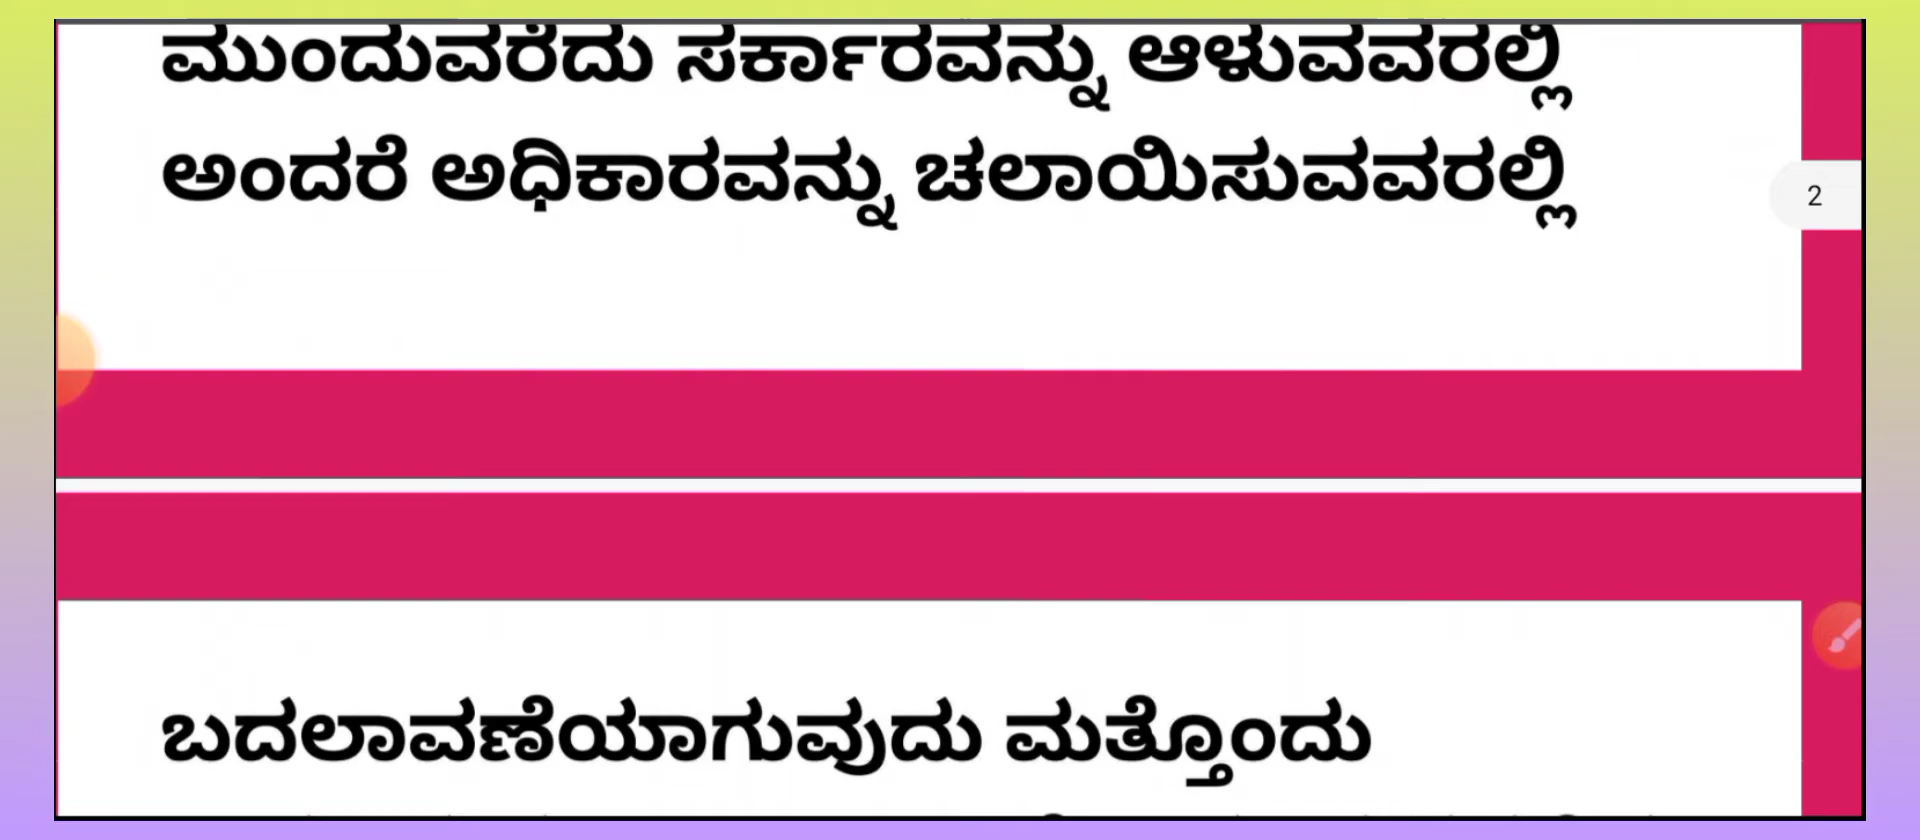 ಮುಂದುವರೆದು ಸರ್ಕಾರವನ್ನು ಆಳುವವರಲ್ಲಿ
ಅಂದರೆ ಅಧಿಕಾರವನ್ನು ಚಲಾಯಿಸುವವರಲ್ಲಿ
2
ಬದಲಾವಣೆಯಾಗುವುದು ಮತ್ತೊಂದು